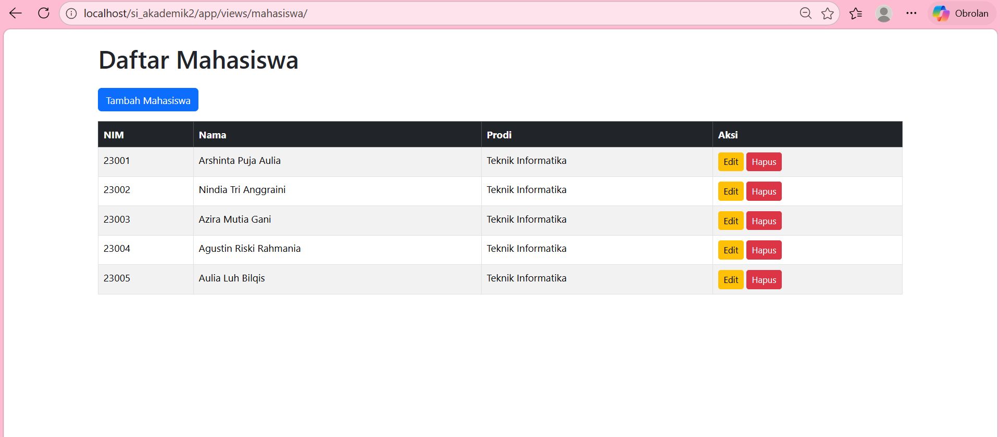 localhost/si_akademik2/app/views/mahasiswa/
Obrolan
Daftar Mahasiswa
Tambah Mahasiswa
NIM Nama Prodi Aksi
23001 Arshinta Puja Aulia Teknik Informatika Edit Hapus
23002 Nindia Tri Anggraini Teknik Informatika Edit Hapus
23003 Azira Mutia Gani Teknik Informatika Edit Hapus
23004 Agustin Riski Rahmania Teknik Informatika Edit Hapus
23005 Aulia Luh Bilqis Teknik Informatika Edit Hapus